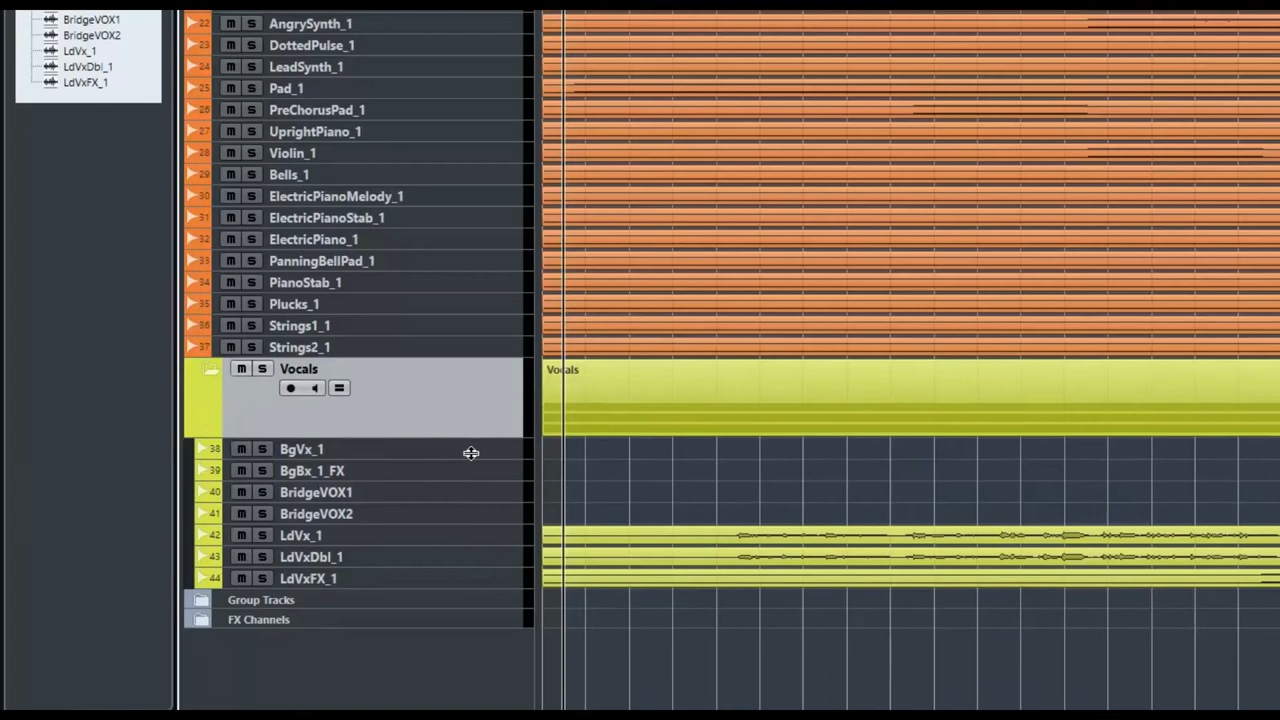 BridgeVOX1
BridgeVOX2
LdVx_1
LdVxDbl_1
LdVxFX_1
22 m S AngrySynth_1
23 m S DottedPulse_1
24 m S LeadSynth_1
25 m S Pad_1
26 m S PreChorusPad_1
27 m S UprightPiano_1
28 m S Violin_1
29 m S Bells_1
30 m S ElectricPianoMelody_1
31 m S ElectricPianoStab_1
32 m S ElectricPiano_1
33 m S PanningBellPad_1
34 m S PianoStab_1
35 m S Plucks_1
36 m S Strings1_1
37 m S Strings2_1
m S Vocals
Vocals
38 m S BgVx_1
39 m S BgBx_1_FX
40 m S BridgeVOX1
41 m S BridgeVOX2
42 m S LdVx_1
43 m S LdVxDbl_1
44 m S LdVxFX_1
Group Tracks
FX Channels